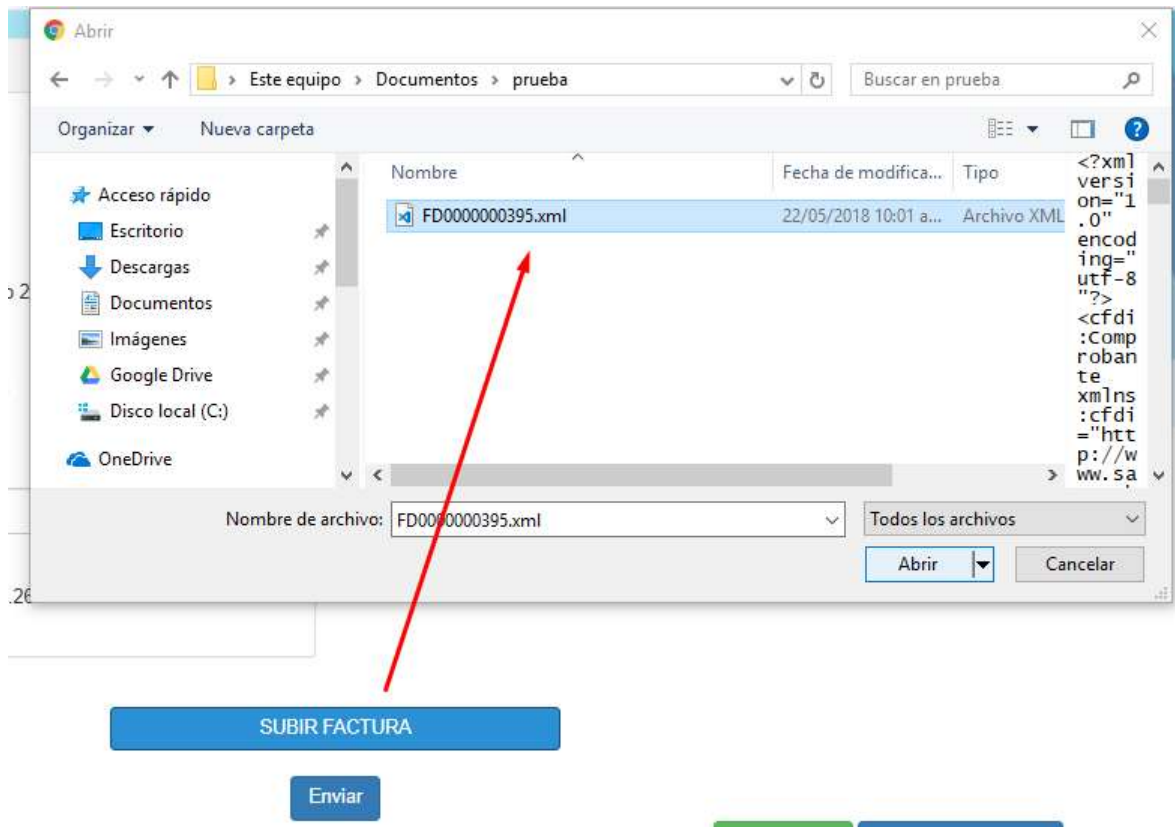 Abrir
Este equipo > Documentos > prueba
Buscar en prueba
Organizar
Nueva carpeta
Nombre
Fecha de modifica...
Tipo
FD0000000395.xml
22/05/2018 10:01 a...
Archivo XML
Acceso rápido
Escritorio
Descargas
Documentos
Imágenes
Google Drive
Disco local (C:)
OneDrive
<?xml
versi
on="1
.0"
encod
ing="
utf-8
"?>
<cfdi
:Comp
roban
te
xmlns
:cfdi
="htt
p://w
ww.sa
o 2
Nombre de archivo:
FD0000000395.xml
Todos los archivos
Abrir
Cancelar
.26
SUBIR FACTURA
Enviar